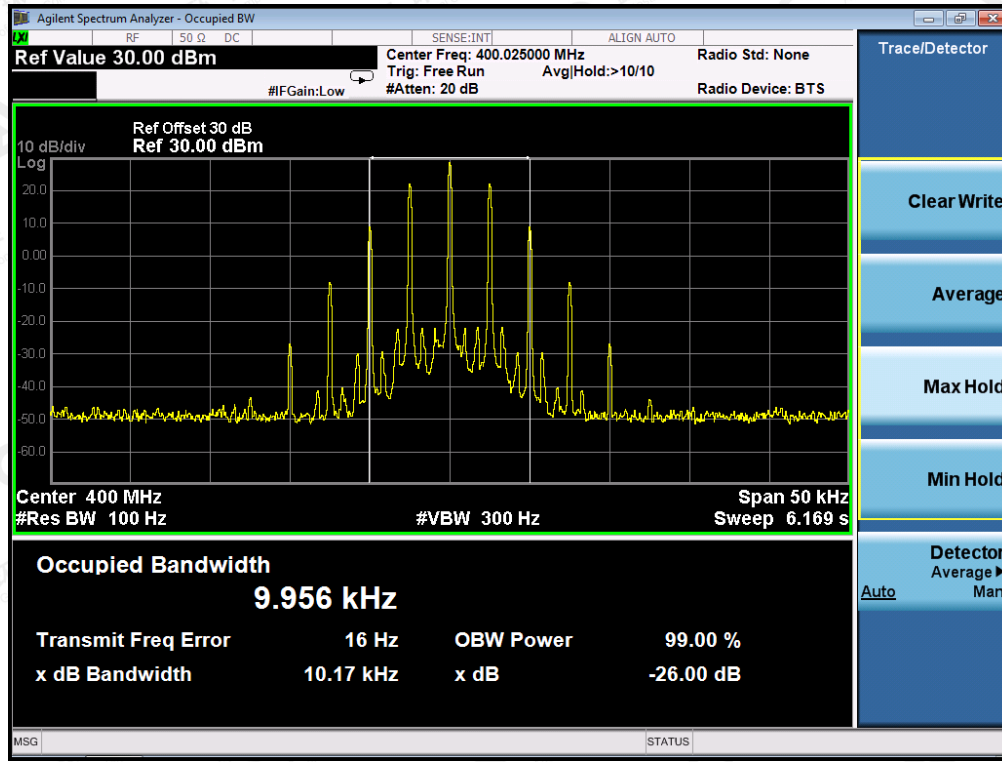 Agilent Spectrum Analyzer - Occupied BW
LXI RF 50 Ω DC SENSE:INT ALIGN AUTO
Ref Value 30.00 dBm
Center Freq: 400.025000 MHz
Radio Std: None
Trig: Free Run Avg|Hold:>10/10
#IFGain:Low
#Atten: 20 dB
Radio Device: BTS
Ref Offset 30 dB
10 dB/div Ref 30.00 dBm
Log
20.0
10.0
0.00
-10.0
-20.0
-30.0
-40.0
-50.0
-60.0
Center 400 MHz
Span 50 kHz
#Res BW 100 Hz
#VBW 300 Hz
Sweep 6.169 s
Occupied Bandwidth
9.956 kHz
Transmit Freq Error 16 Hz OBW Power 99.00 %
x dB Bandwidth 10.17 kHz x dB -26.00 dB
MSG
STATUS
Trace/Detector
Clear Write
Average
Max Hold
Min Hold
Detector
Average
Auto Man